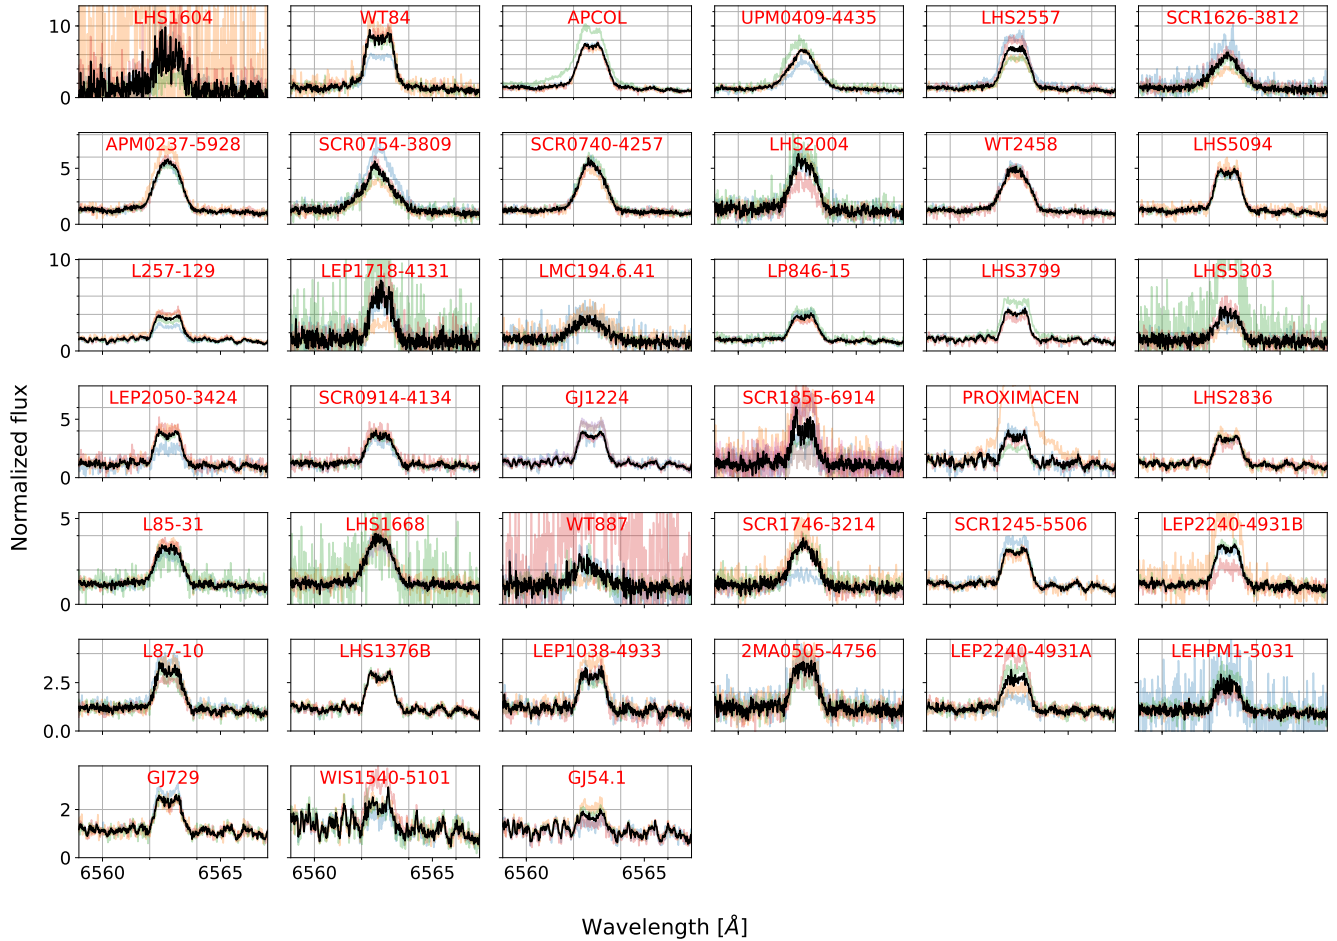 LHS1604 WT84 APCOL UPM0409-4435 LHS2557 SCR1626-3812
10
0
APM0237-5928 SCR0754-3809 SCR0740-4257 LHS2004 WT2458 LHS5094
5
0
10
L257-129 LEP1718-4131 LMC194.6.41 LP846-15 LHS3799 LHS5303
5
0
LEP2050-3424 SCR0914-4134 GJ1224 SCR1855-6914 PROXIMACEN LHS2836
5
0
Normalized flux
5
L85-31 LHS1668 WT887 SCR1746-3214 SCR1245-5506 LEP2240-4931B
0
L87-10 LHS1376B LEP1038-4933 2MA0505-4756 LEP2240-4931A LEHPM1-5031
2.5
0.0
GJ729 WIS1540-5101 GJ54.1
2
0
6560 6565 6560 6565 6560 6565
Wavelength [Å]